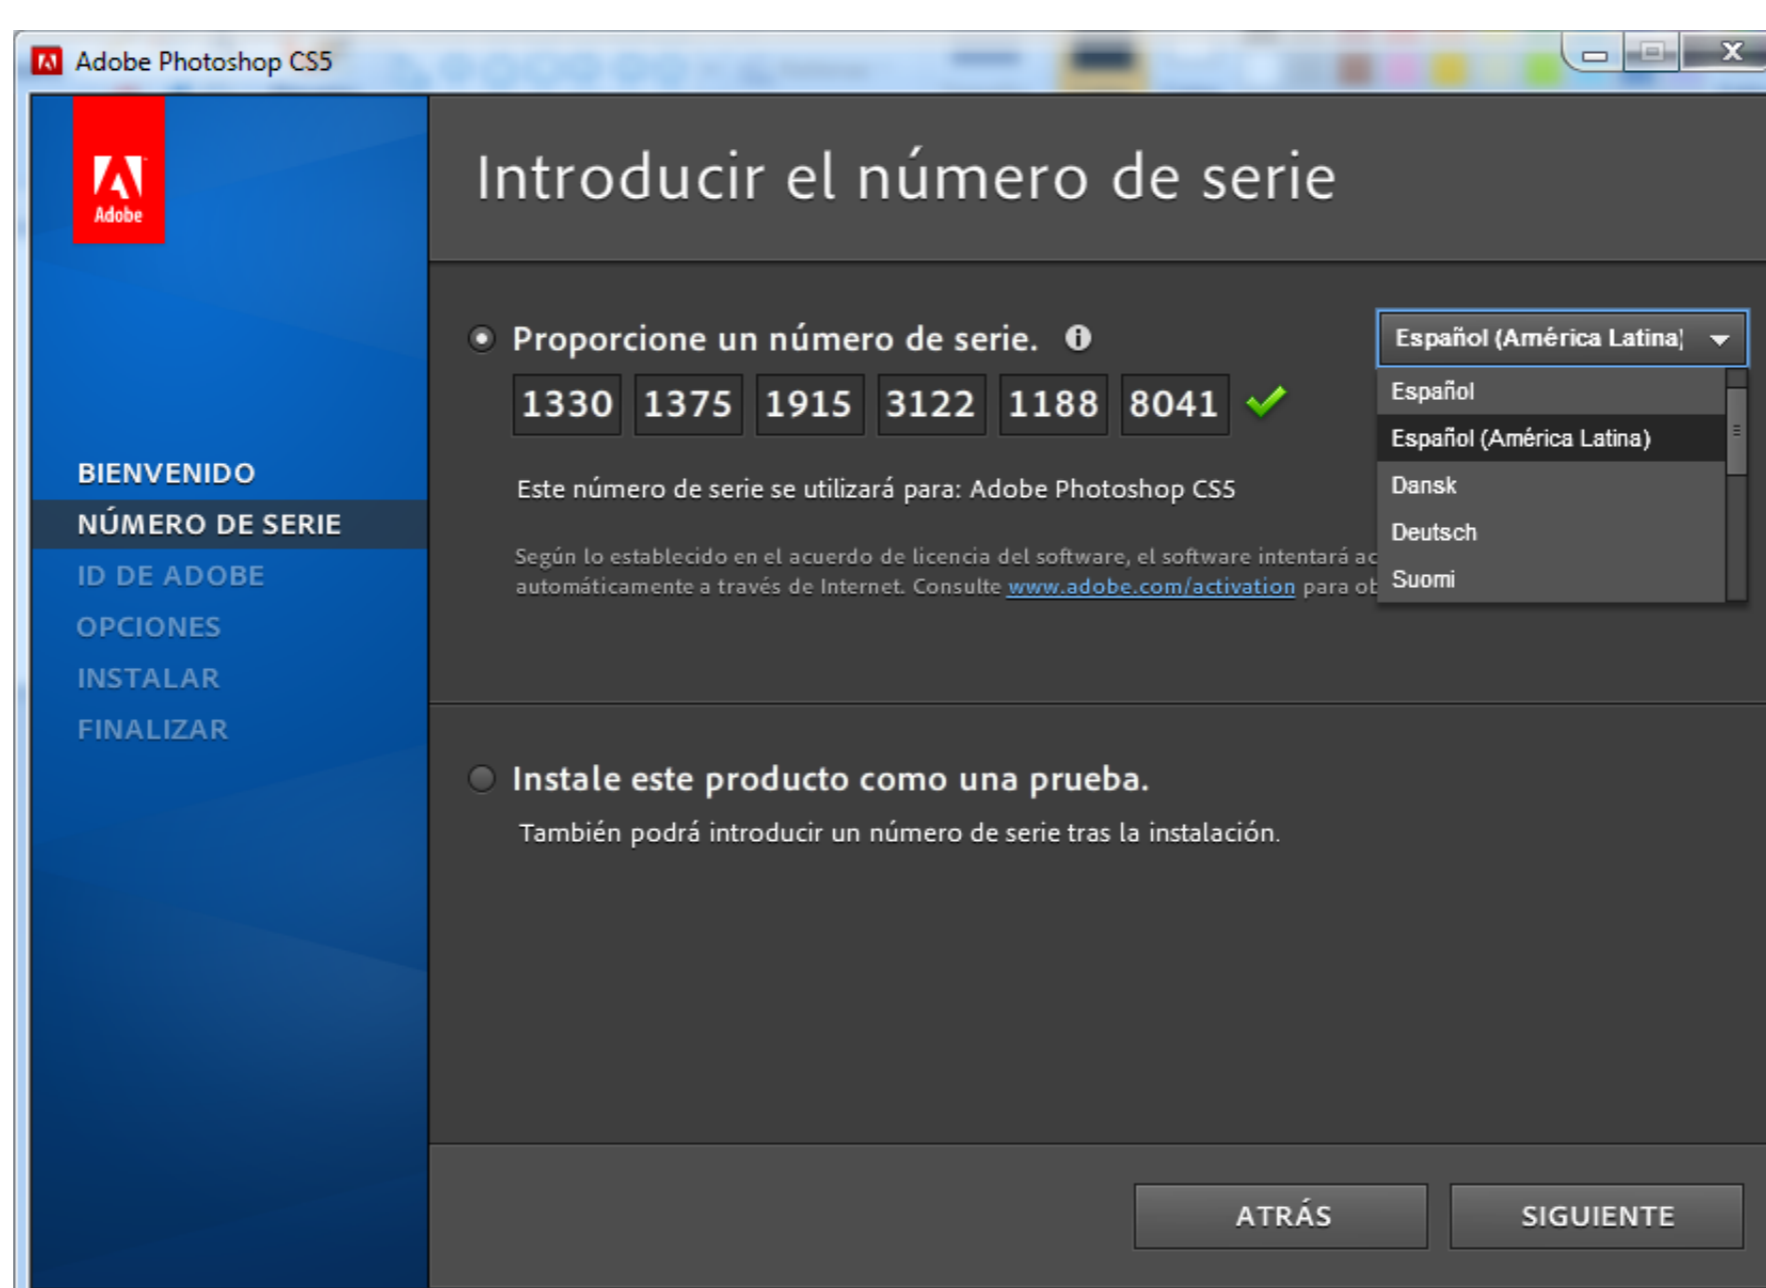 Adobe Photoshop CS5
Adobe
Introducir el número de serie
BIENVENIDO
NÚMERO DE SERIE
ID DE ADOBE
OPCIONES
INSTALAR
FINALIZAR
Proporcione un número de serie.
1330 1375 1915 3122 1188 8041
Este número de serie se utilizará para: Adobe Photoshop CS5
Según lo establecido en el acuerdo de licencia del software, el software intentará
automáticamente a través de Internet. Consulte www.adobe.com/activation para
Español (América Latina)
Español
Español (América Latina)
Dansk
Deutsch
Suomi
Instale este producto como una prueba.
También podrá introducir un número de serie tras la instalación.
ATRÁS
SIGUIENTE